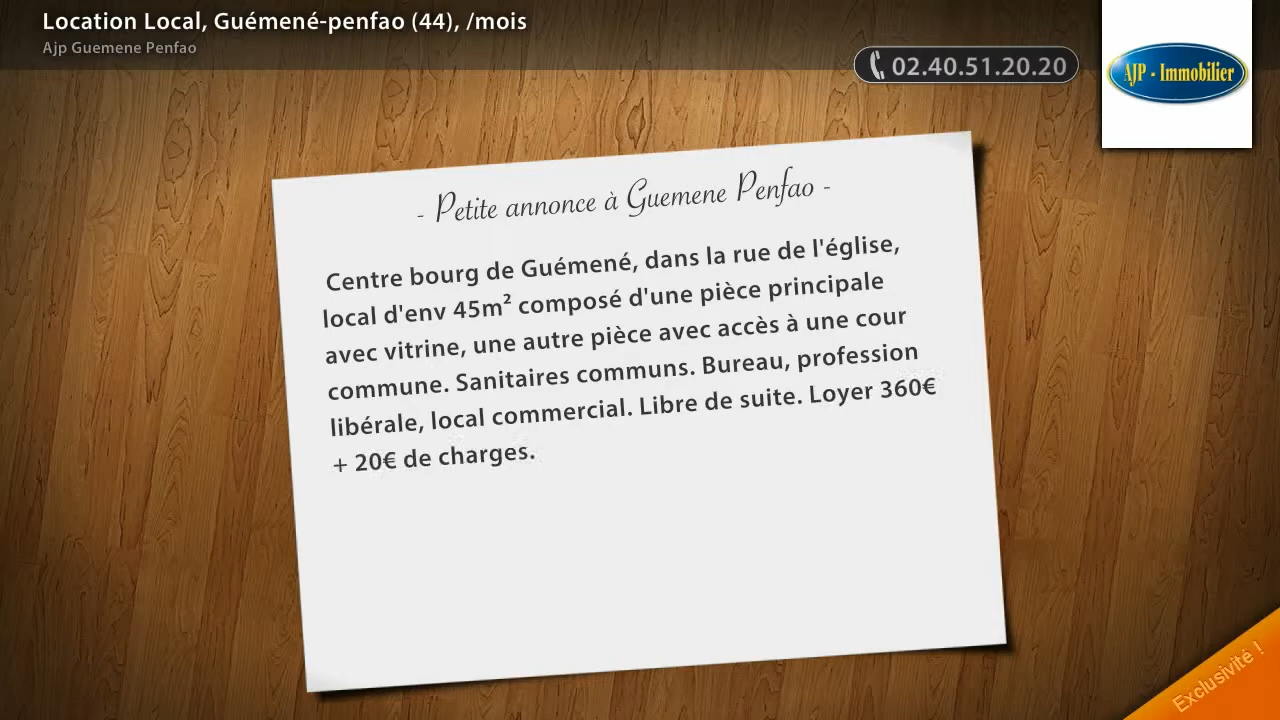 Location Local, Guémené-penfao (44), /mois
Ajp Guemene Penfao
02.40.51.20.20
AJP - Immobilier
- Petite annonce à Guemene Penfao -
Centre bourg de Guémené, dans la rue de l'église,
local d'env 45m² composé d'une pièce principale
avec vitrine, une autre pièce avec accès à une cour
commune. Sanitaires communs. Bureau, profession
libérale, local commercial. Libre de suite. Loyer 360€
+ 20€ de charges.
Exclusivité !